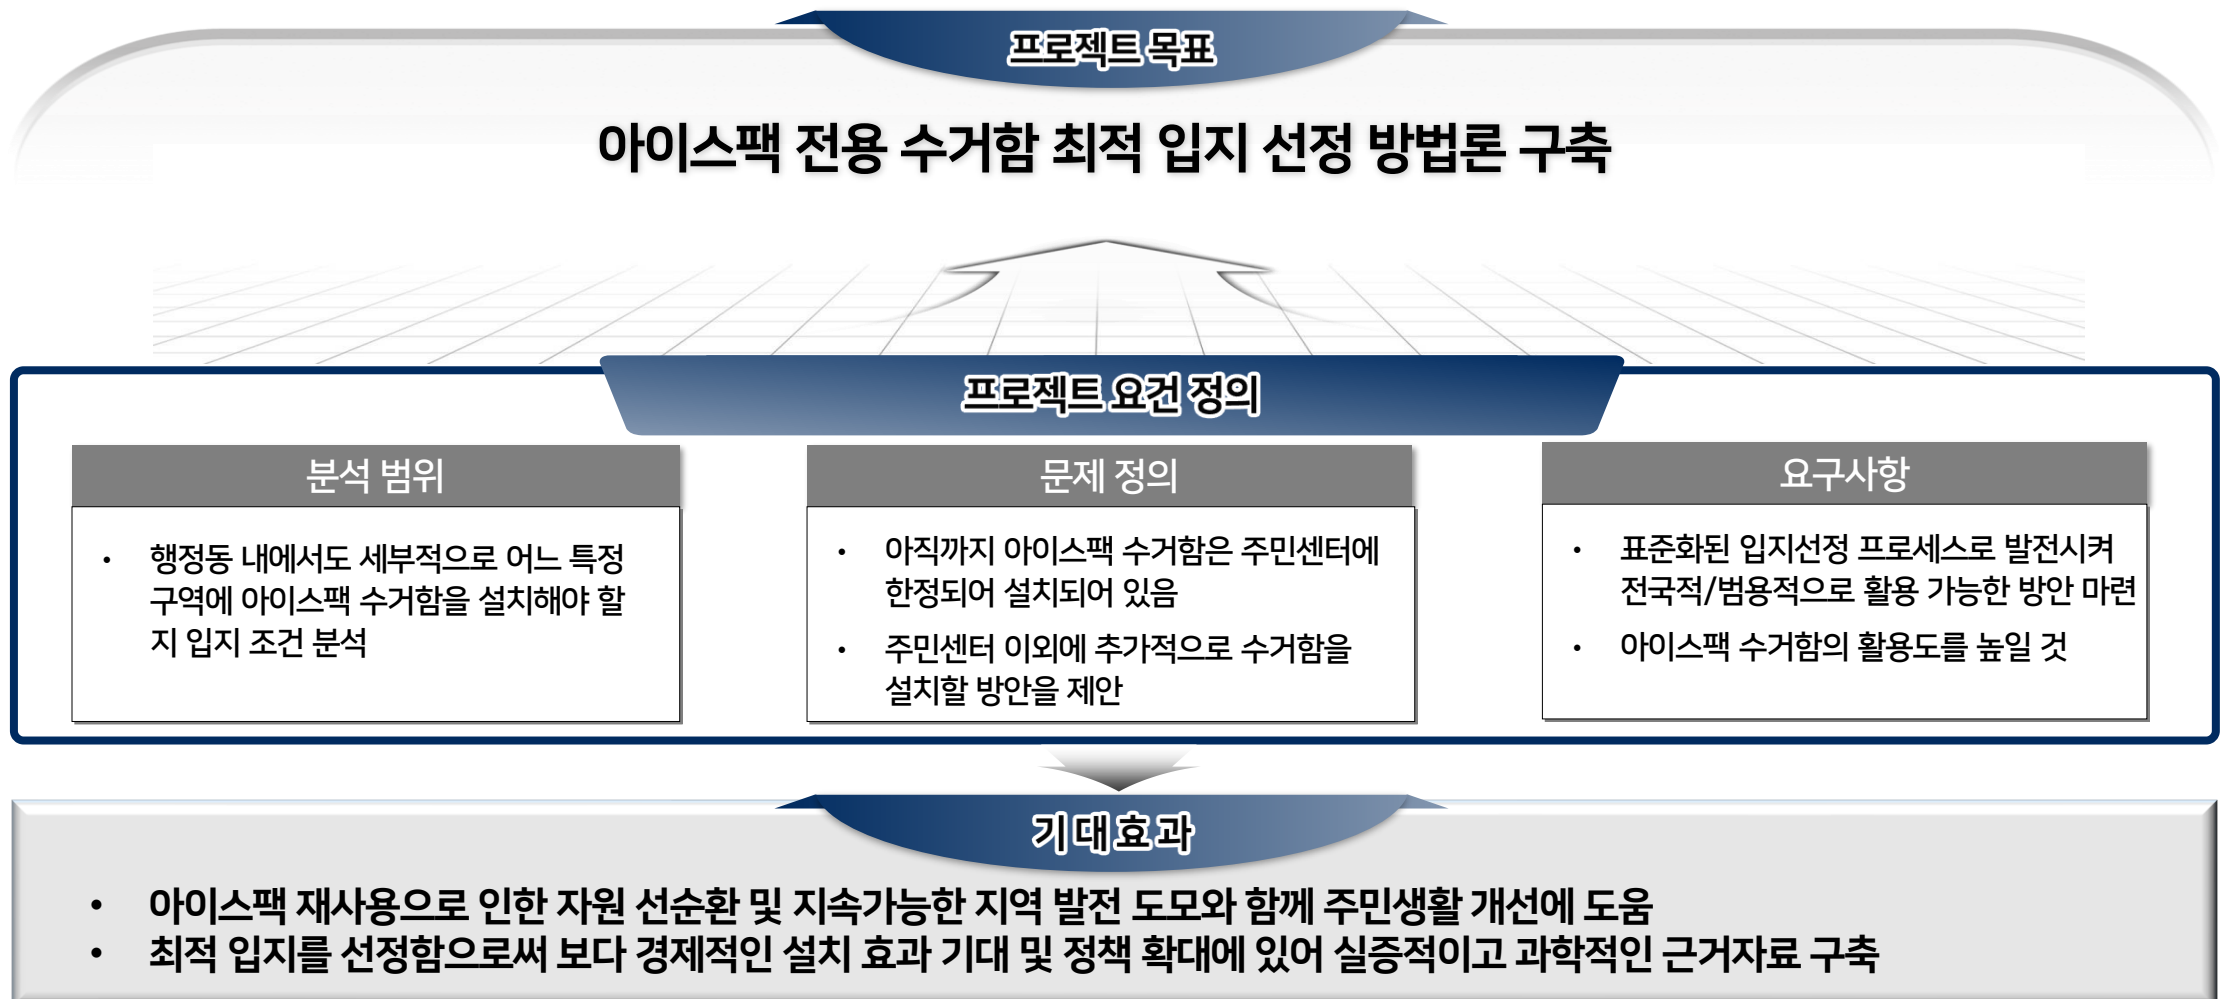 프로젝트 목표
아이스팩 전용 수거함 최적 입지 선정 방법론 구축
프로젝트 요건 정의
분석 범위
• 행정동 내에서도 세부적으로 어느 특정
구역에 아이스팩 수거함을 설치해야 할
지 입지 조건 분석
문제 정의
• 아직까지 아이스팩 수거함은 주민센터에
한정되어 설치되어 있음
• 주민센터 이외에 추가적으로 수거함을
설치할 방안을 제안
요구사항
• 표준화된 입지선정 프로세스로 발전시켜
전국적/범용적으로 활용 가능한 방안 마련
• 아이스팩 수거함의 활용도를 높일 것
기대효과
• 아이스팩 재사용으로 인한 자원 선순환 및 지속가능한 지역 발전 도모와 함께 주민생활 개선에 도움
• 최적 입지를 선정함으로써 보다 경제적인 설치 효과 기대 및 정책 확대에 있어 실증적이고 과학적인 근거자료 구축